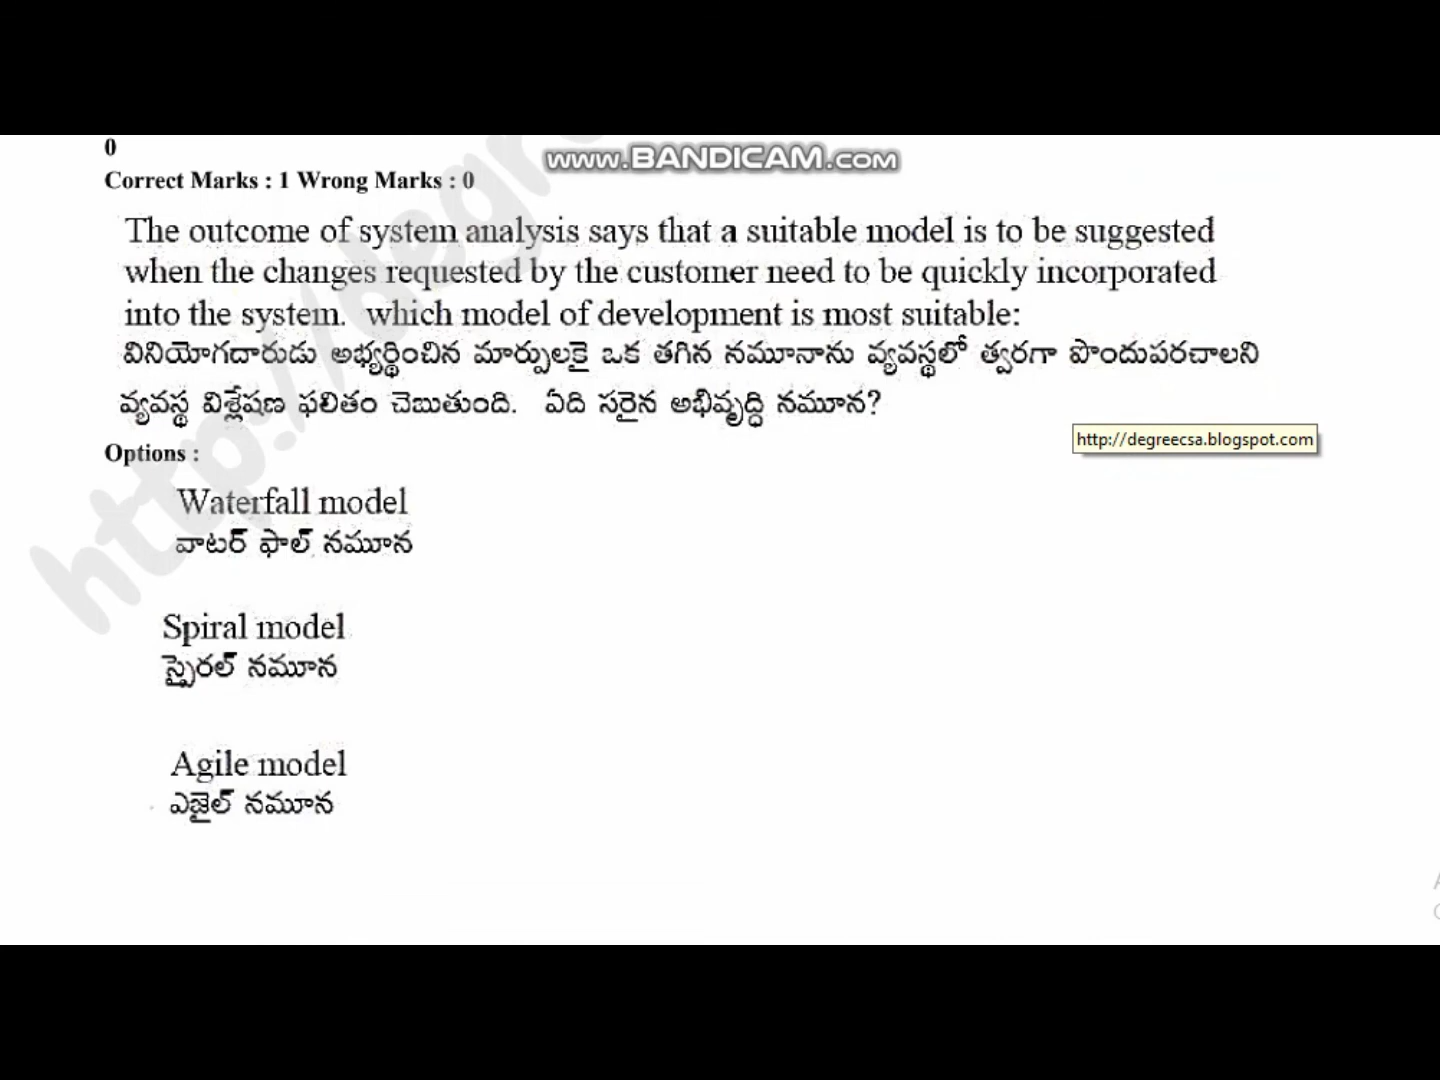 0
www.BANDICAM.com
Correct Marks : 1 Wrong Marks : 0
The outcome of system analysis says that a suitable model is to be suggested
when the changes requested by the customer need to be quickly incorporated
into the system. which model of development is most suitable:
వినియోగదారుడు అభ్యర్థించిన మార్పులకై ఒక తగిన నమూనాను వ్యవస్థలో త్వరగా పొందుపరచాలని
వ్యవస్థ విశ్లేషణ ఫలితం చెబుతుంది. ఏది సరైన అభివృద్ధి నమూన?
http://degreecsa.blogspot.com
Options :
Waterfall model
వాటర్ ఫాల్ నమూన
Spiral model
స్పైరల్ నమూన
Agile model
ఎజైల్ నమూన
http://degr